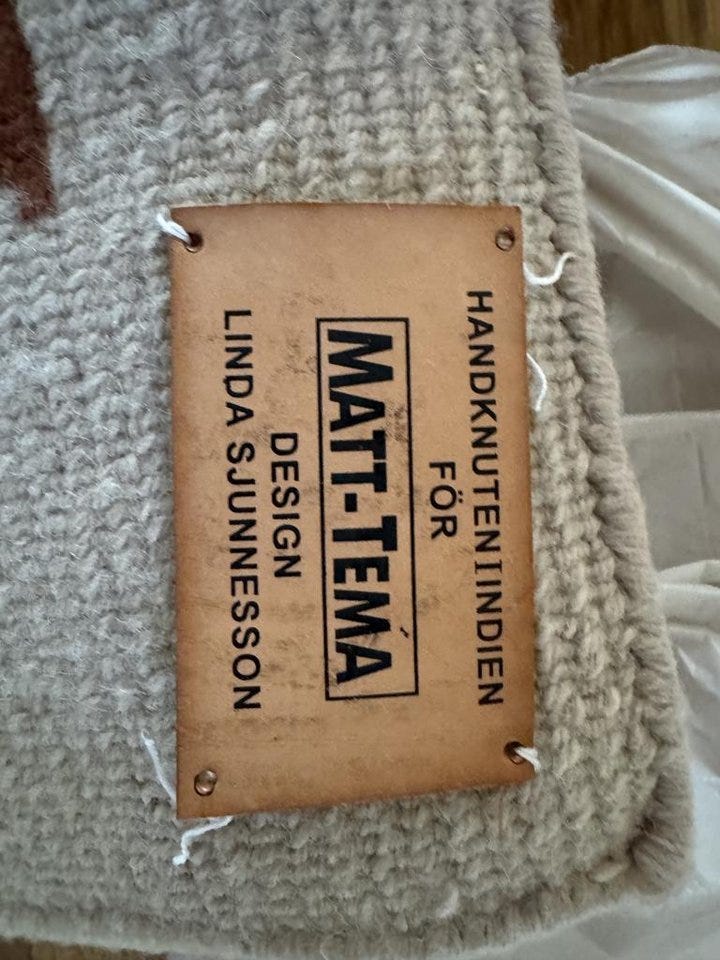 HANDKNUTEN I INDIEN
FÖR
MATT-TEMA
DESIGN
LINDA SJUNNESSON